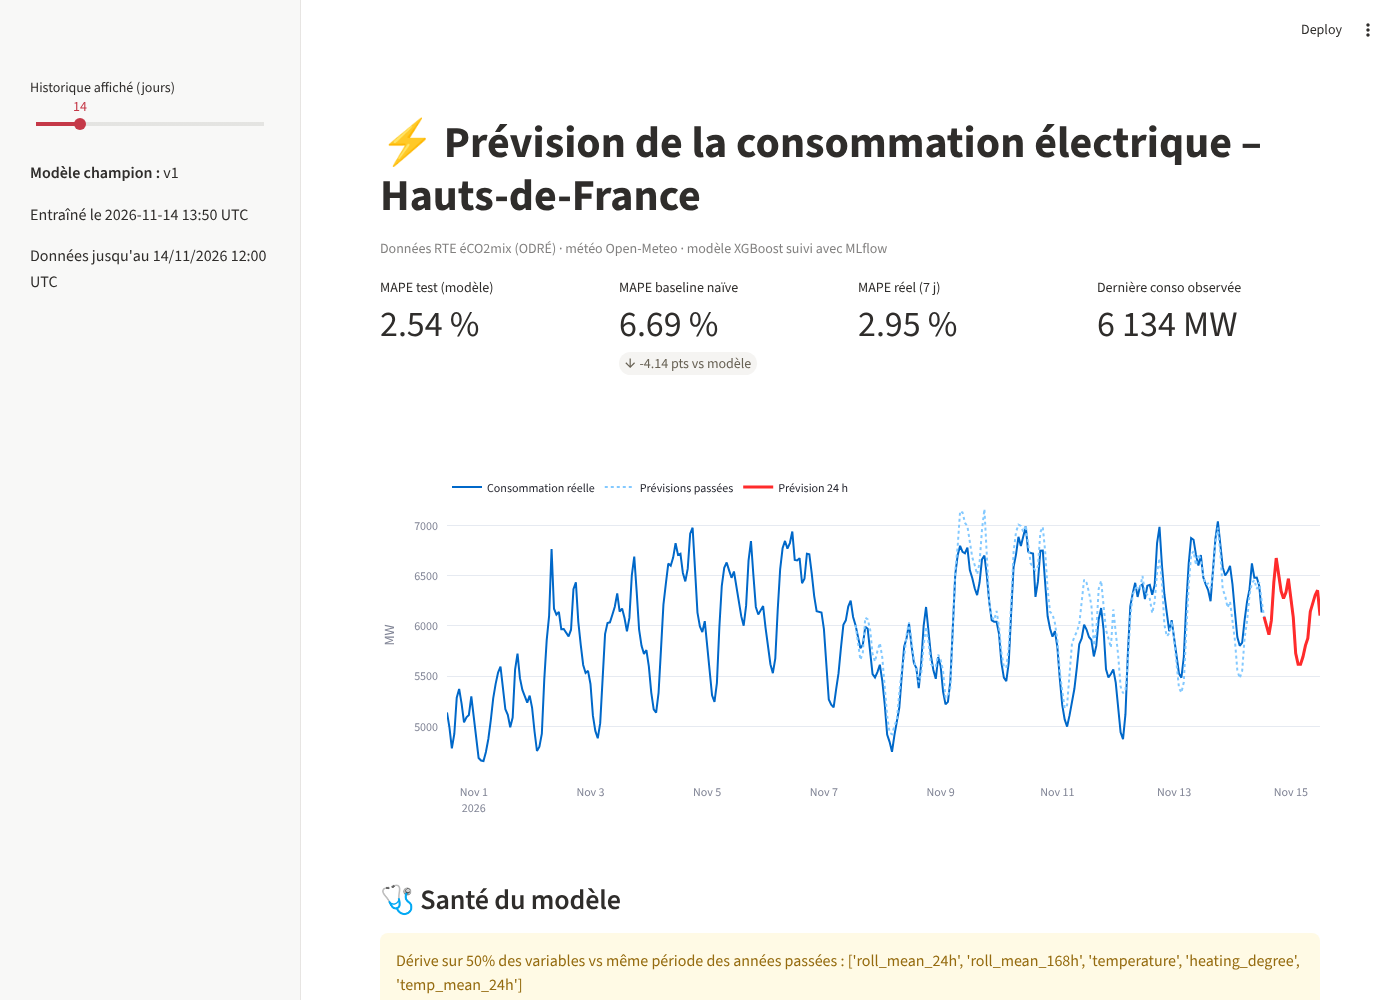 Deploy
Historique affiché (jours)
14
Modèle champion : v1
Entraîné le 2026-11-14 13:50 UTC
Données jusqu'au 14/11/2026 12:00
UTC
⚡ Prévision de la consommation électrique –
Hauts-de-France
Données RTE éCO2mix (ODRÉ) · météo Open-Meteo · modèle XGBoost suivi avec MLflow
MAPE test (modèle)
2.54 %
MAPE baseline naïve
6.69 %
↓ -4.14 pts vs modèle
MAPE réel (7 j)
2.95 %
Dernière conso observée
6 134 MW
Consommation réelle
Prévisions passées
Prévision 24 h
MW
7000
6500
6000
5500
5000
Nov 1
2026
Nov 3
Nov 5
Nov 7
Nov 9
Nov 11
Nov 13
Nov 15
🩺 Santé du modèle
Dérive sur 50% des variables vs même période des années passées : ['roll_mean_24h', 'roll_mean_168h', 'temperature', 'heating_degree',
'temp_mean_24h']